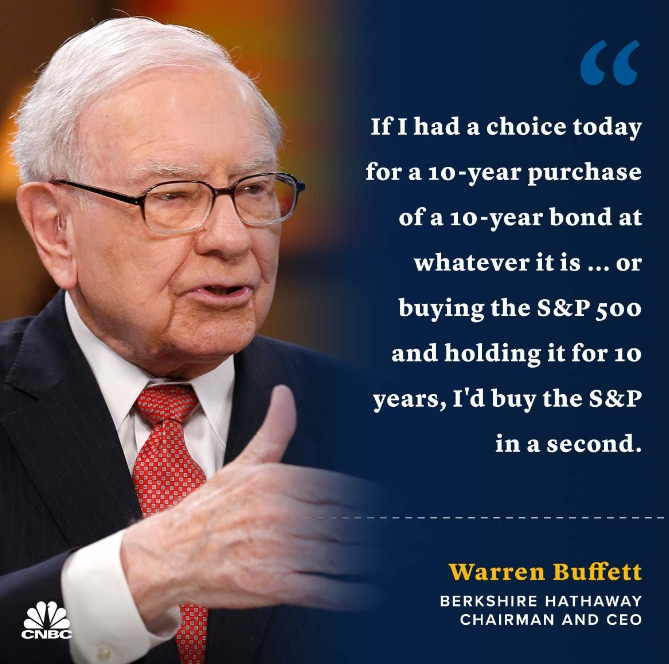 “
If I had a choice today
for a 10-year purchase
of a 10-year bond at
whatever it is ... or
buying the S&P 500
and holding it for 10
years, I'd buy the S&P
in a second.
Warren Buffett
BERKSHIRE HATHAWAY
CHAIRMAN AND CEO
CNBC